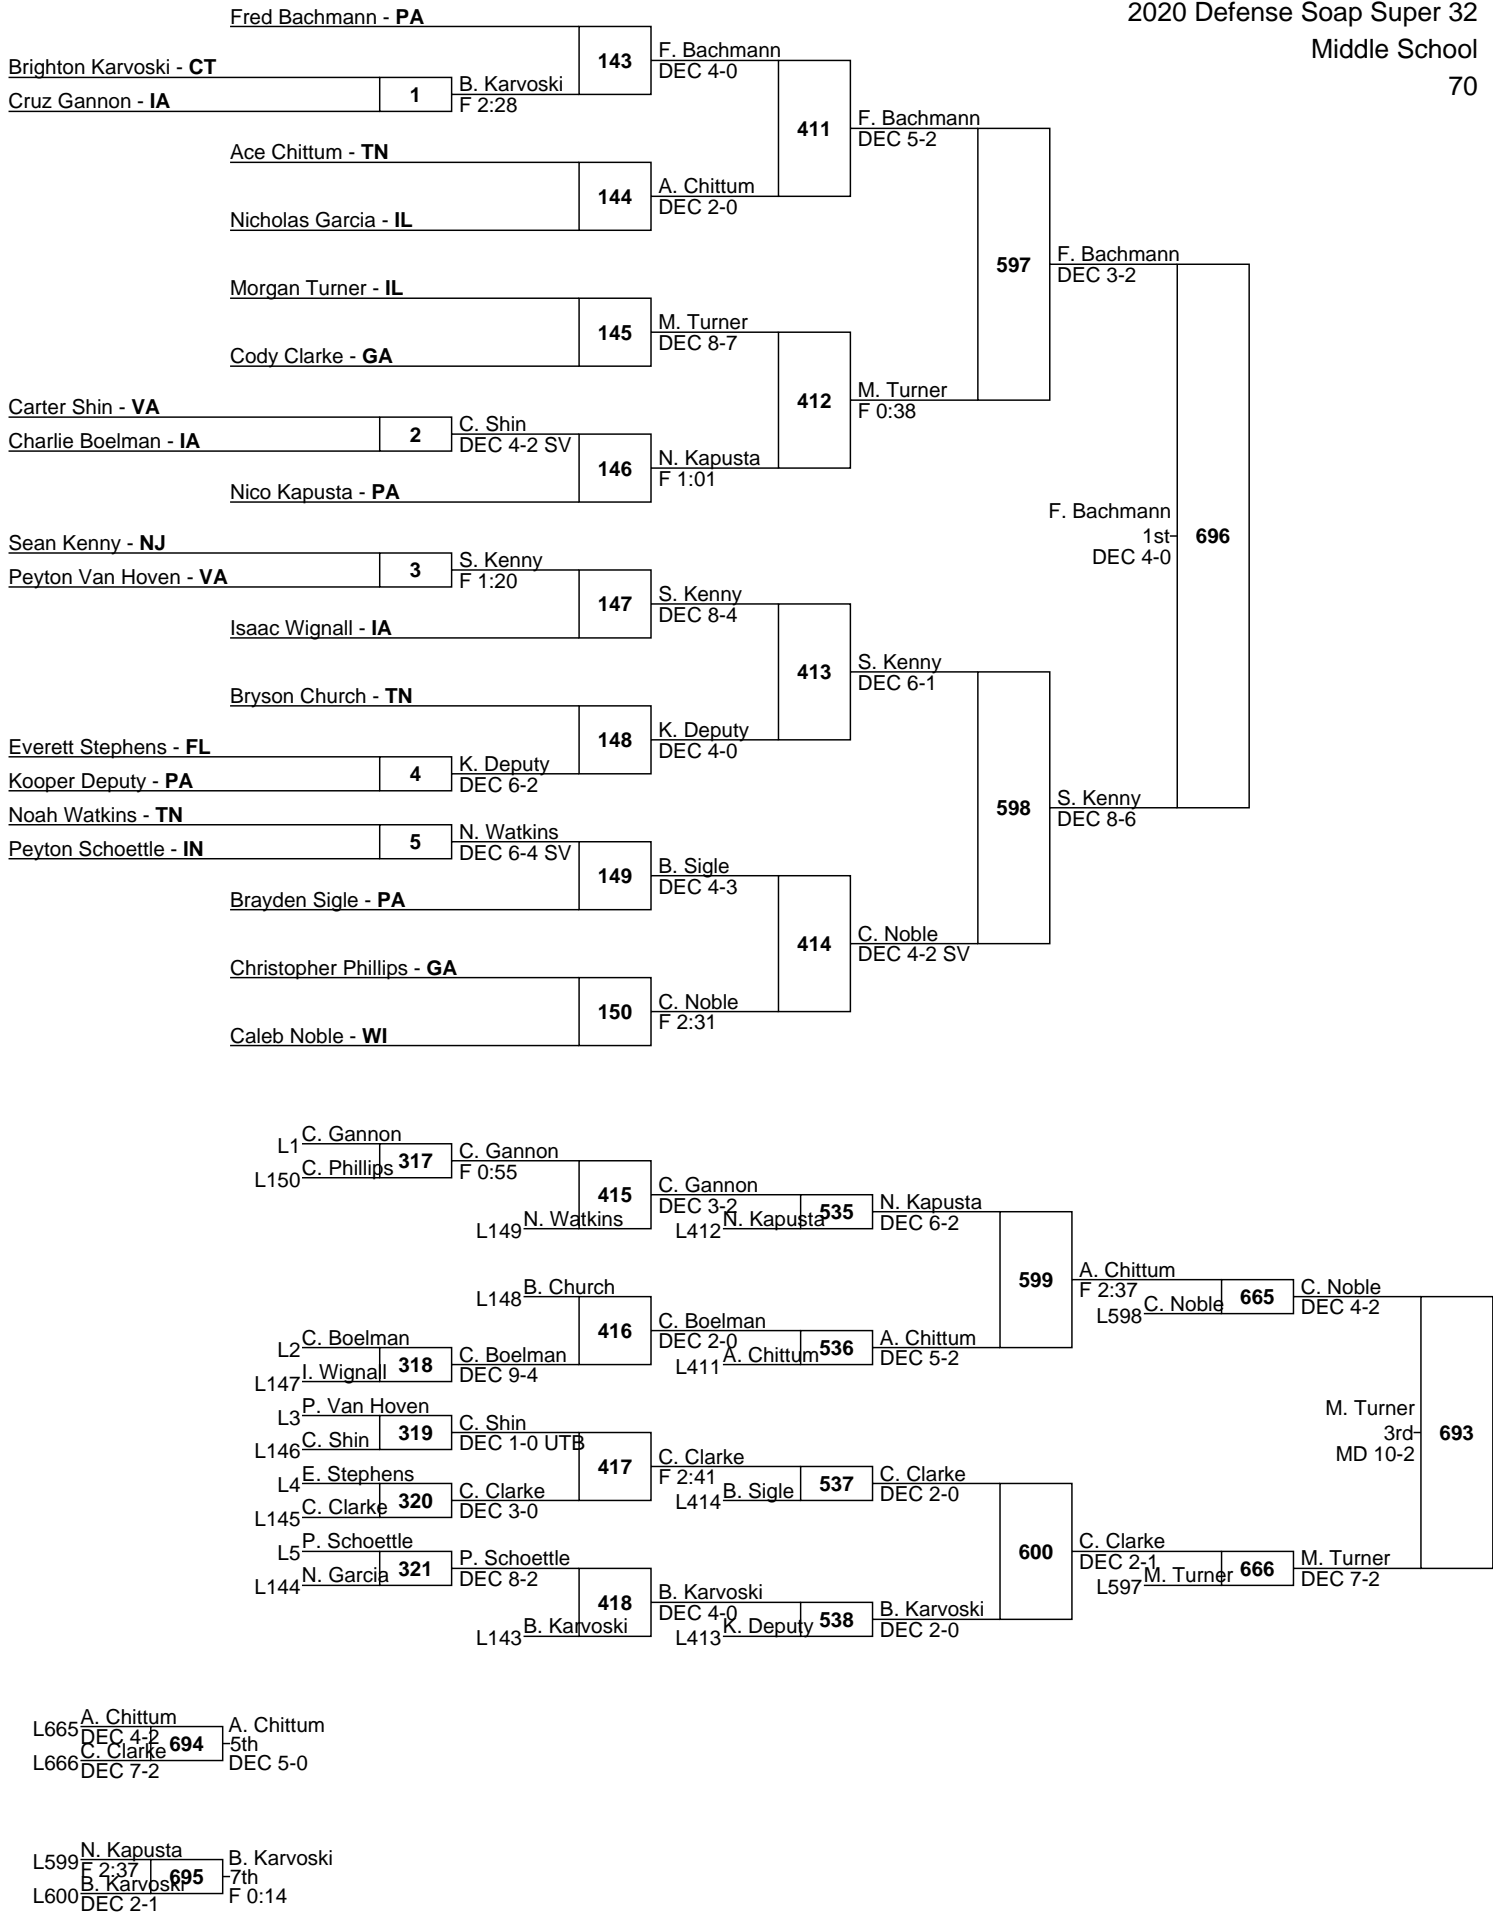 2020 Defense Soap Super 32
Middle School
70
Fred Bachmann - PA
143
F. Bachmann
DEC 4-0
Brighton Karvoski - CT
Cruz Gannon - IA
1
B. Karvoski
F 2:28
411
F. Bachmann
DEC 5-2
Ace Chittum - TN
144
A. Chittum
DEC 2-0
Nicholas Garcia - IL
597
F. Bachmann
DEC 3-2
Morgan Turner - IL
145
M. Turner
DEC 8-7
Cody Clarke - GA
412
M. Turner
F 0:38
Carter Shin - VA
Charlie Boelman - IA
2
C. Shin
DEC 4-2 SV
146
N. Kapusta
F 1:01
Nico Kapusta - PA
F. Bachmann
1st
DEC 4-0
696
Sean Kenny - NJ
Peyton Van Hoven - VA
3
S. Kenny
F 1:20
147
S. Kenny
DEC 8-4
Isaac Wignall - IA
413
S. Kenny
DEC 6-1
Bryson Church - TN
148
K. Deputy
DEC 4-0
Everett Stephens - FL
Kooper Deputy - PA
4
K. Deputy
DEC 6-2
598
S. Kenny
DEC 8-6
Noah Watkins - TN
Peyton Schoettle - IN
5
N. Watkins
DEC 6-4 SV
149
B. Sigle
DEC 4-3
Brayden Sigle - PA
414
C. Noble
DEC 4-2 SV
Christopher Phillips - GA
150
C. Noble
F 2:31
Caleb Noble - WI
L1
C. Gannon
L150
C. Phillips
317
C. Gannon
F 0:55
415
L149
N. Watkins
C. Gannon
DEC 3-2
L412
N. Kapusta
535
N. Kapusta
DEC 6-2
L148
B. Church
416
L2
C. Boelman
L147
I. Wignall
318
C. Boelman
DEC 9-4
C. Boelman
DEC 2-0
L411
A. Chittum
536
A. Chittum
DEC 5-2
599
A. Chittum
F 2:37
L598
C. Noble
665
C. Noble
DEC 4-2
L3
P. Van Hoven
L146
C. Shin
319
C. Shin
DEC 1-0 UTB
417
L4
E. Stephens
L145
C. Clarke
320
C. Clarke
DEC 3-0
C. Clarke
F 2:41
L414
B. Sigle
537
C. Clarke
DEC 2-0
M. Turner
3rd
MD 10-2
693
L5
P. Schoettle
L144
N. Garcia
321
P. Schoettle
DEC 8-2
418
L143
B. Karvoski
B. Karvoski
DEC 4-0
L413
K. Deputy
538
B. Karvoski
DEC 2-0
600
C. Clarke
DEC 2-1
L597
M. Turner
666
M. Turner
DEC 7-2
L665
A. Chittum
DEC 4-2
L666
C. Clarke
DEC 7-2
694
A. Chittum
5th
DEC 5-0
L599
N. Kapusta
F 2:37
L600
B. Karvoski
DEC 2-1
695
B. Karvoski
7th
F 0:14